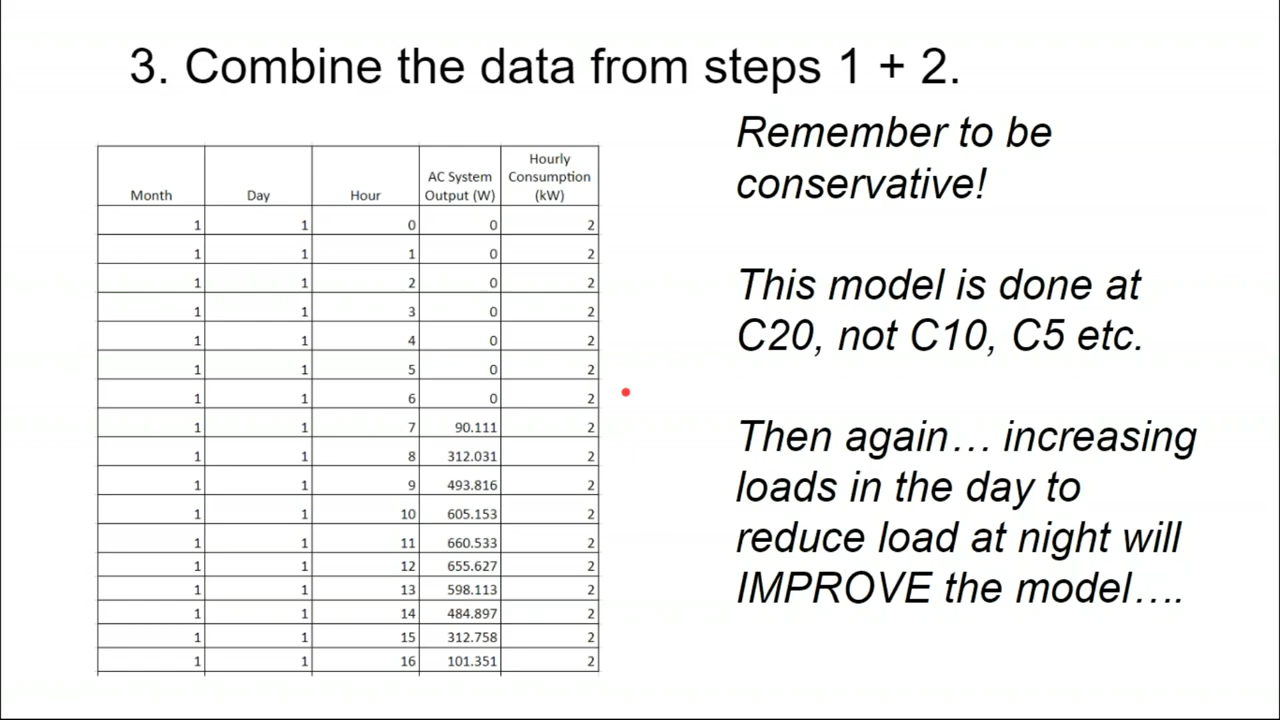 3. Combine the data from steps 1 + 2.
Month Day Hour AC System Output (W) Hourly Consumption (kW)
1 1 0 0 2
1 1 1 0 2
1 1 2 0 2
1 1 3 0 2
1 1 4 0 2
1 1 5 0 2
1 1 6 0 2
1 1 7 90.111 2
1 1 8 312.031 2
1 1 9 493.816 2
1 1 10 605.153 2
1 1 11 660.533 2
1 1 12 655.627 2
1 1 13 598.113 2
1 1 14 484.897 2
1 1 15 312.758 2
1 1 16 101.351 2
Remember to be
conservative!
This model is done at
C20, not C10, C5 etc.
Then again… increasing
loads in the day to
reduce load at night will
IMPROVE the model….